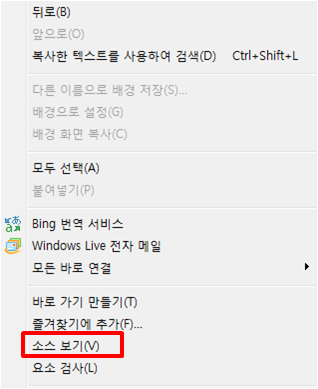 뒤로(B)
앞으로(O)
복사한 텍스트를 사용하여 검색(D) Ctrl+Shift+L
다른 이름으로 배경 저장(S)...
배경으로 설정(G)
배경 화면 복사(C)
모두 선택(A)
붙여넣기(P)
Bing 번역 서비스
Windows Live 전자 메일
모든 바로 연결
바로 가기 만들기(T)
즐겨찾기에 추가(F)...
소스 보기(V)
요소 검사(L)